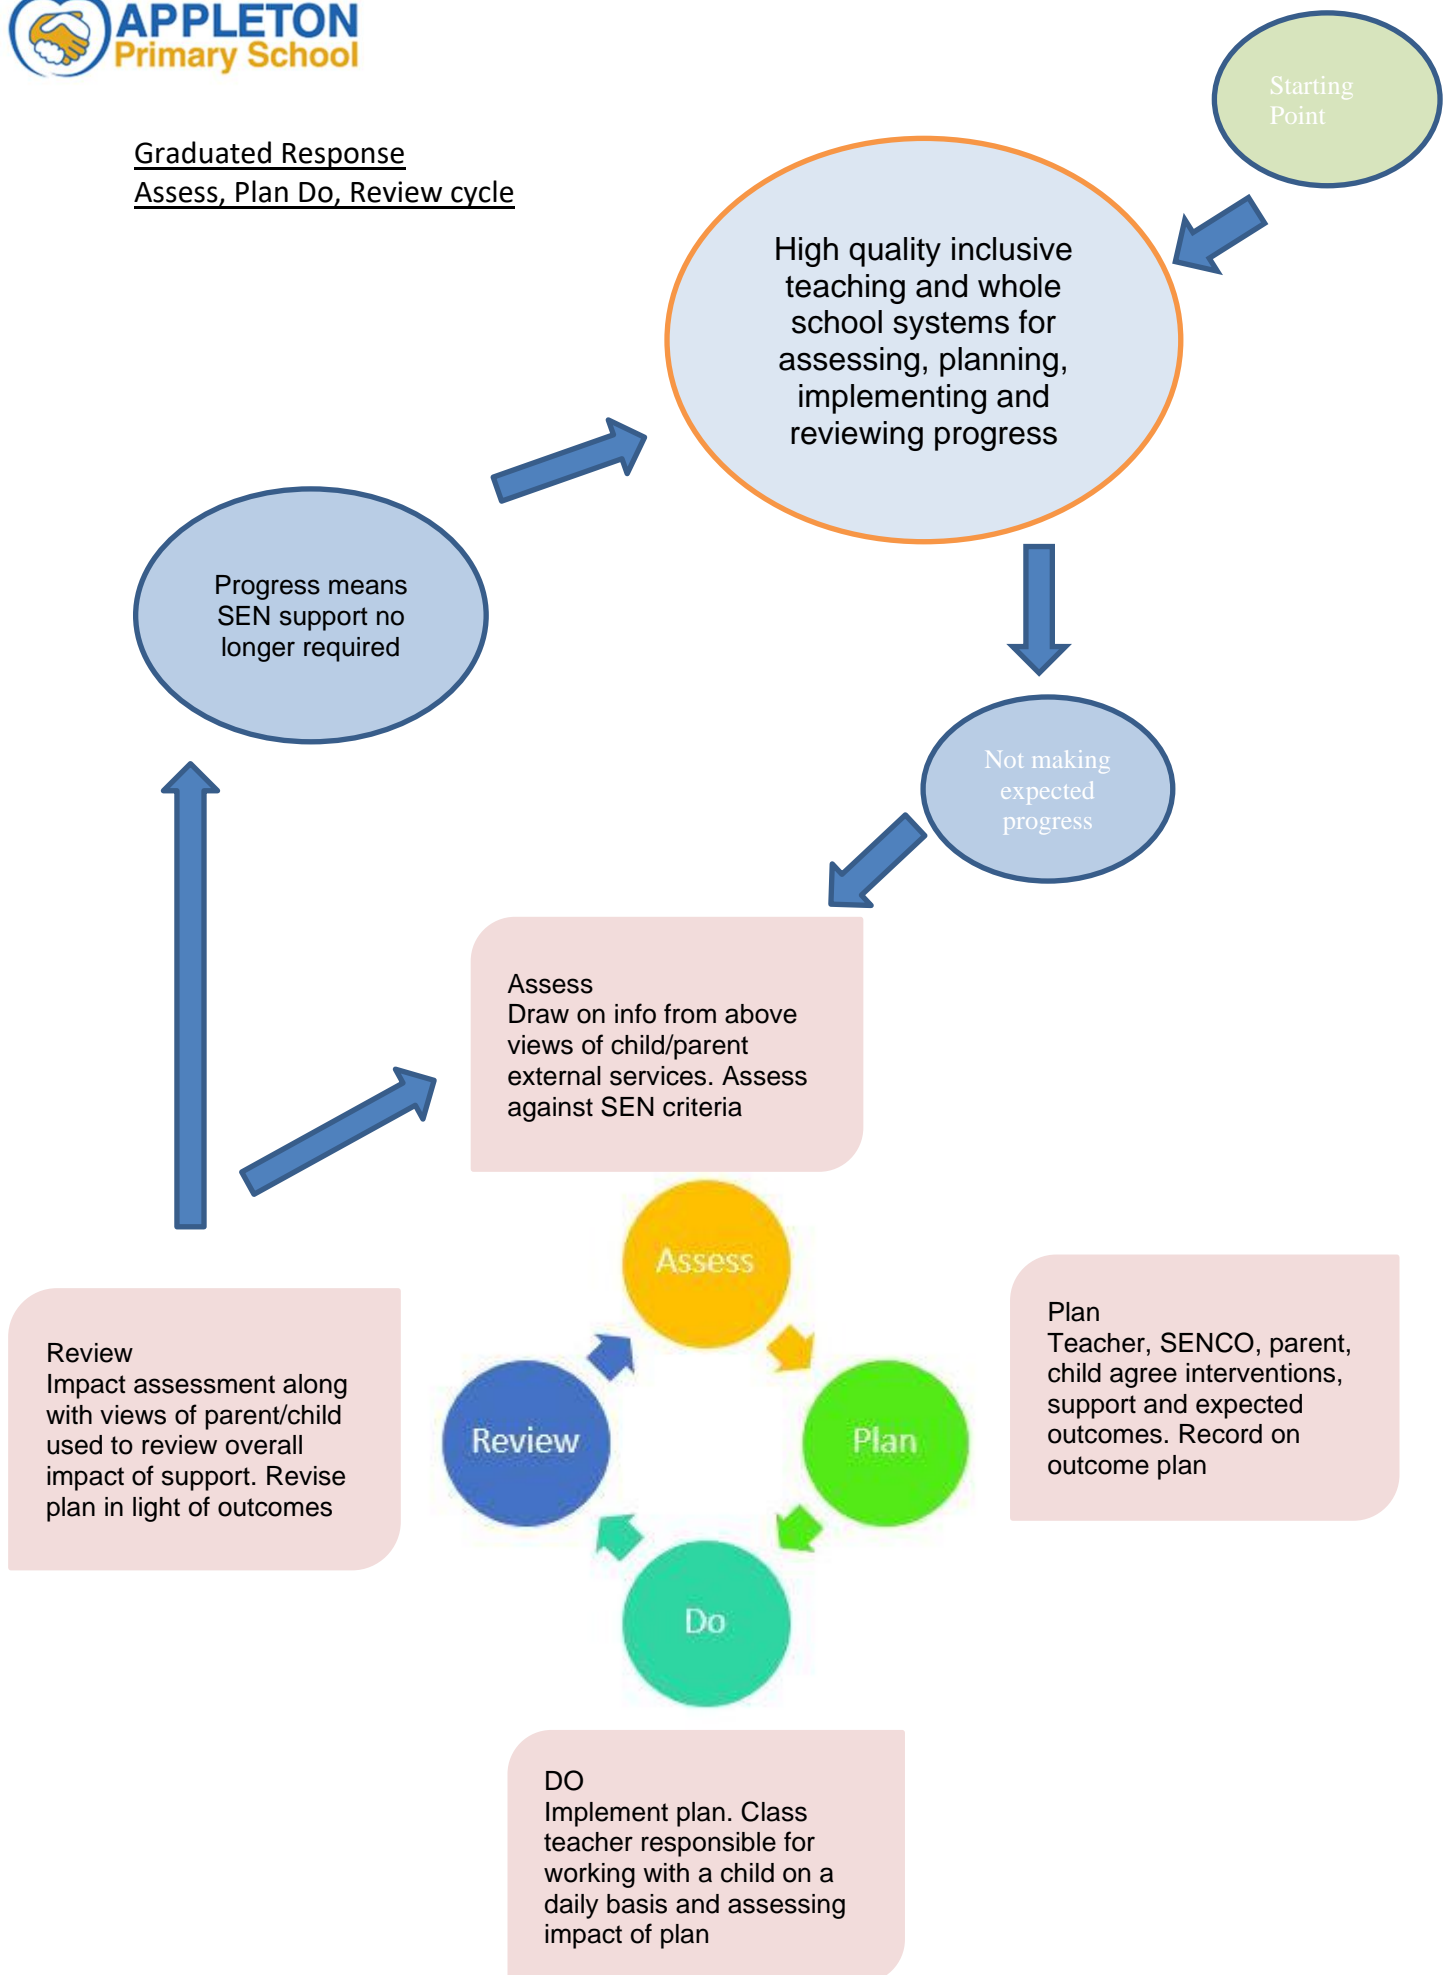 APPLETON
Primary School
Starting
Point
Graduated Response
Assess, Plan Do, Review cycle
High quality inclusive
teaching and whole
school systems for
assessing, planning,
implementing and
reviewing progress
Progress means
SEN support no
longer required
Not making
expected
progress
Assess
Draw on info from above
views of child/parent
external services. Assess
against SEN criteria
Assess
Plan
Do
Review
Plan
Teacher, SENCO, parent,
child agree interventions,
support and expected
outcomes. Record on
outcome plan
Review
Impact assessment along
with views of parent/child
used to review overall
impact of support. Revise
plan in light of outcomes
DO
Implement plan. Class
teacher responsible for
working with a child on a
daily basis and assessing
impact of plan